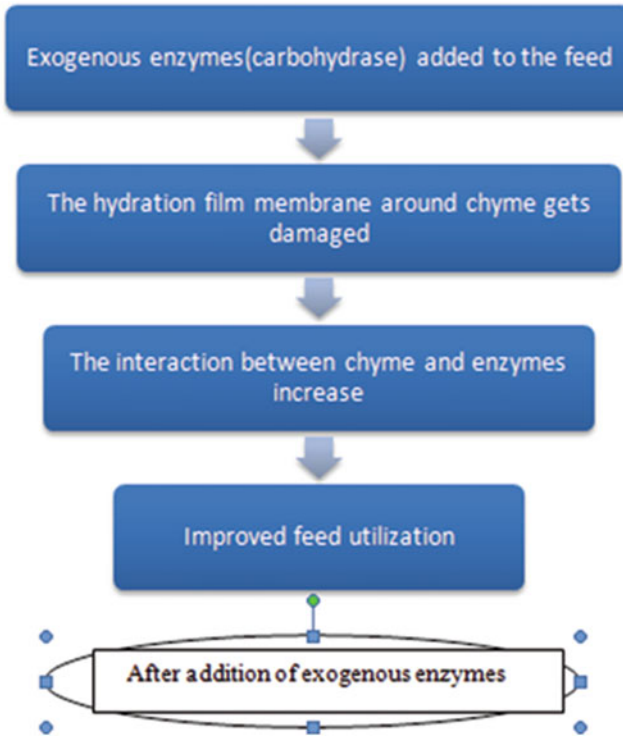 Exogenous enzymes(carbohydrase) added to the feed
The hydration film membrane around chyme gets
damaged
The interaction between chyme and enzymes
increase
Improved feed utilization
After addition of exogenous enzymes